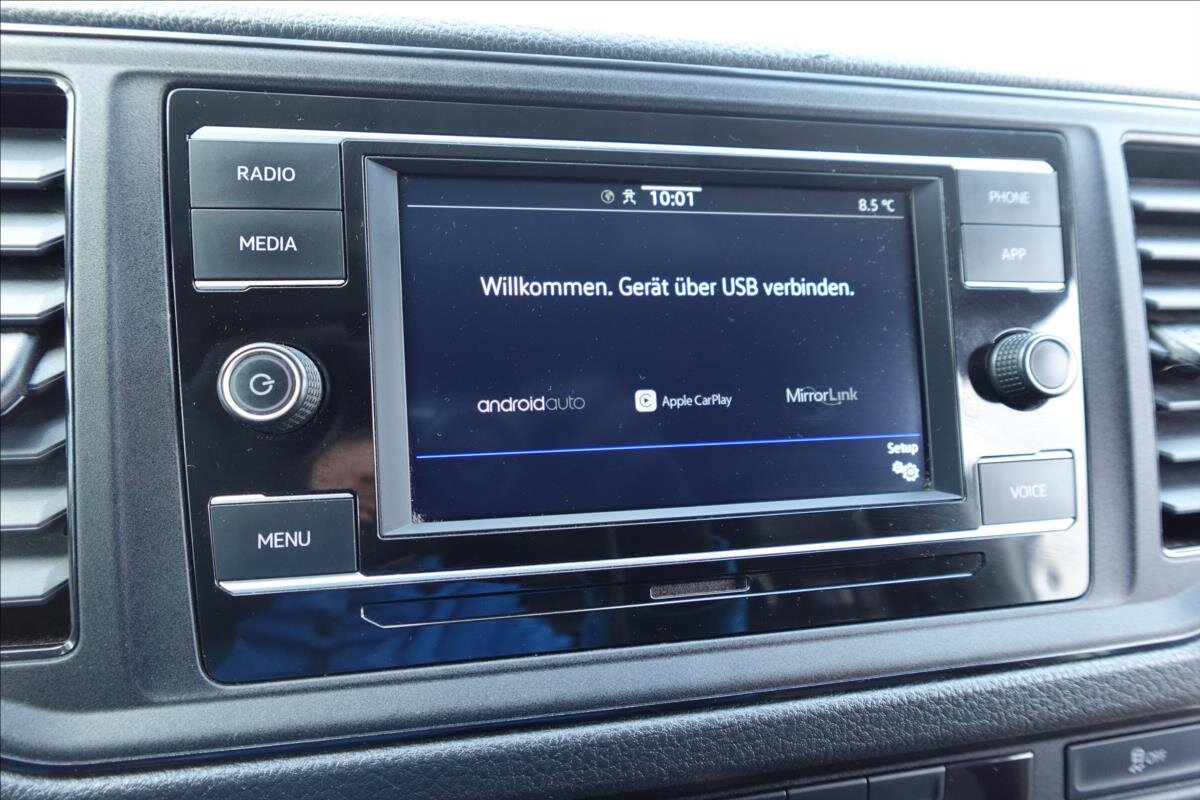 RADIO
MEDIA
MENU
10:01
8.5 °C
Willkommen. Gerät über USB verbinden.
androidauto
Apple CarPlay
MirrorLink
Setup
PHONE
APP
VOICE
OFF